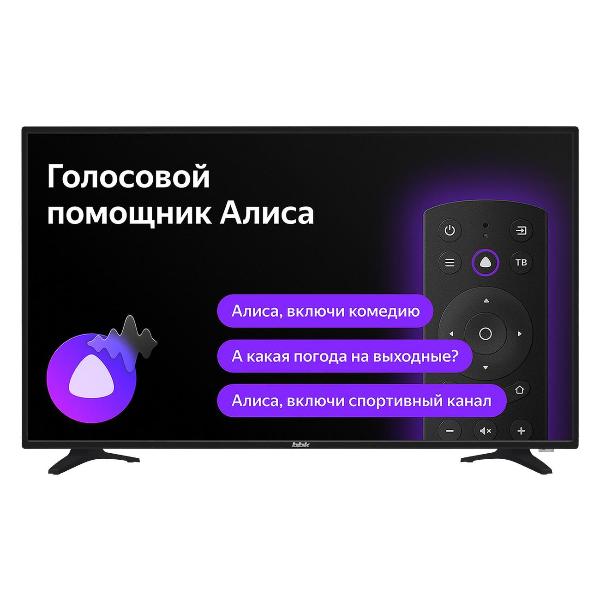 Голосовой
помощник Алиса
ТВ
Алиса, включи комедию
А какая погода на выходные?
Алиса, включи спортивный канал
bbk